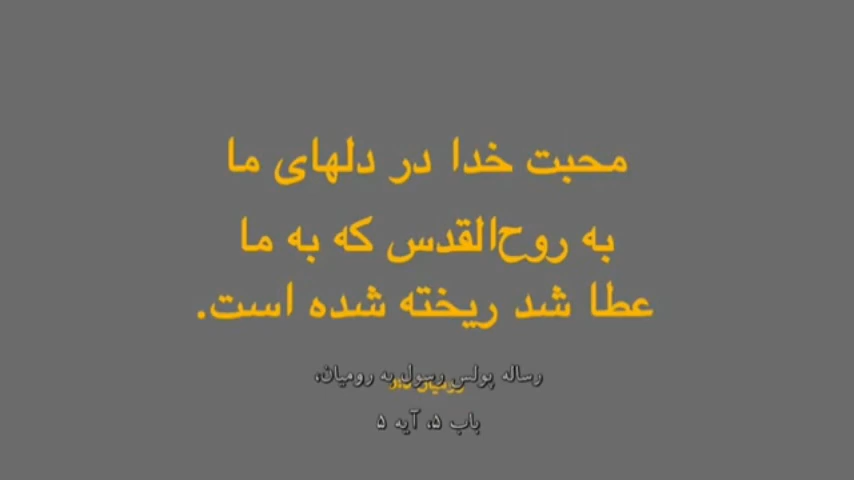 محبت خدا در دلهای ما
به روح‌القدس که به ما
عطا شد ریخته شده است.
رساله پولس رسول به رومیان،
باب ۵، آیه ۵